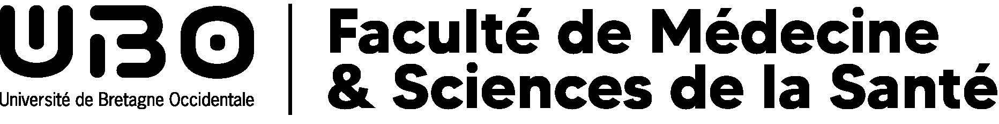 UBO
Université de Bretagne Occidentale
Faculté de Médecine
& Sciences de la Santé